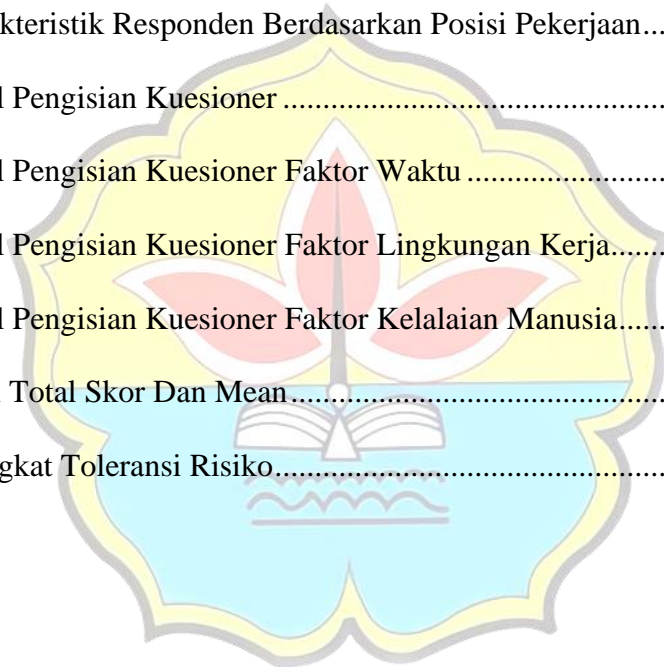 kteristik Responden Berdasarkan Posisi Pekerjaan...
l Pengisian Kuesioner ................................................
l Pengisian Kuesioner Faktor Waktu .........................
l Pengisian Kuesioner Faktor Lingkungan Kerja.......
l Pengisian Kuesioner Faktor Kelalaian Manusia......
Total Skor Dan Mean...............................................
gkat Toleransi Risiko.................................................